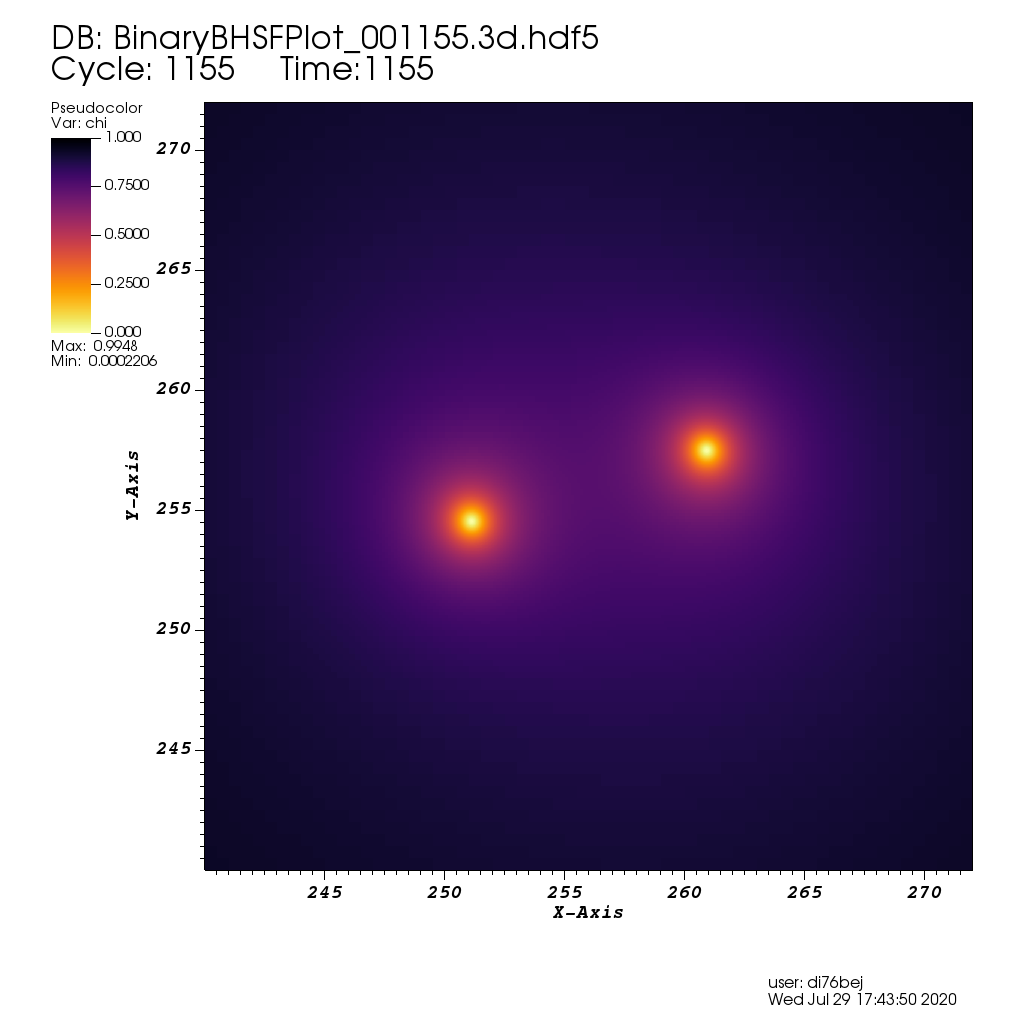 DB: BinaryBHSFPlot_001155.3d.hdf5
Cycle: 1155 Time:1155
Pseudocolor
Var: chi
1.000
0.7500
0.5000
0.2500
0.000
Max: 0.9948
Min: 0.0002206
270
265
260
255
250
245
Y-Axis
245 250 255 260 265 270
X-Axis
user: di76bej
Wed Jul 29 17:43:50 2020